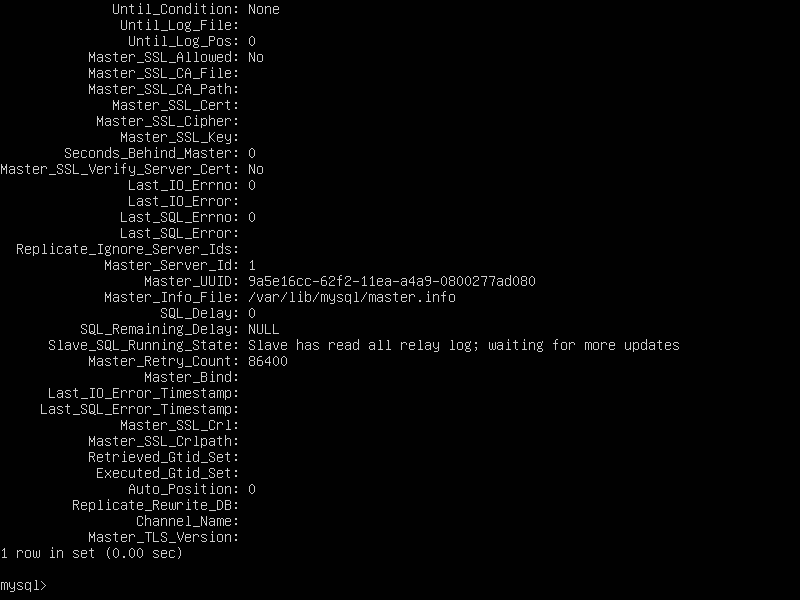 Until_Condition: None
Until_Log_File:
Until_Log_Pos: 0
Master_SSL_Allowed: No
Master_SSL_CA_File:
Master_SSL_CA_Path:
Master_SSL_Cert:
Master_SSL_Cipher:
Master_SSL_Key:
Seconds_Behind_Master: 0
Master_SSL_Verify_Server_Cert: No
Last_IO_Errno: 0
Last_IO_Error:
Last_SQL_Errno: 0
Last_SQL_Error:
Replicate_Ignore_Server_Ids:
Master_Server_Id: 1
Master_UUID: 9a5e16cc-62f2-11ea-a4a9-0800277ad080
Master_Info_File: /var/lib/mysql/master.info
SQL_Delay: 0
SQL_Remaining_Delay: NULL
Slave_SQL_Running_State: Slave has read all relay log; waiting for more updates
Master_Retry_Count: 86400
Master_Bind:
Last_IO_Error_Timestamp:
Last_SQL_Error_Timestamp:
Master_SSL_Crl:
Master_SSL_Crlpath:
Retrieved_Gtid_Set:
Executed_Gtid_Set:
Auto_Position: 0
Replicate_Rewrite_DB:
Channel_Name:
Master_TLS_Version:
1 row in set (0.00 sec)
mysql>